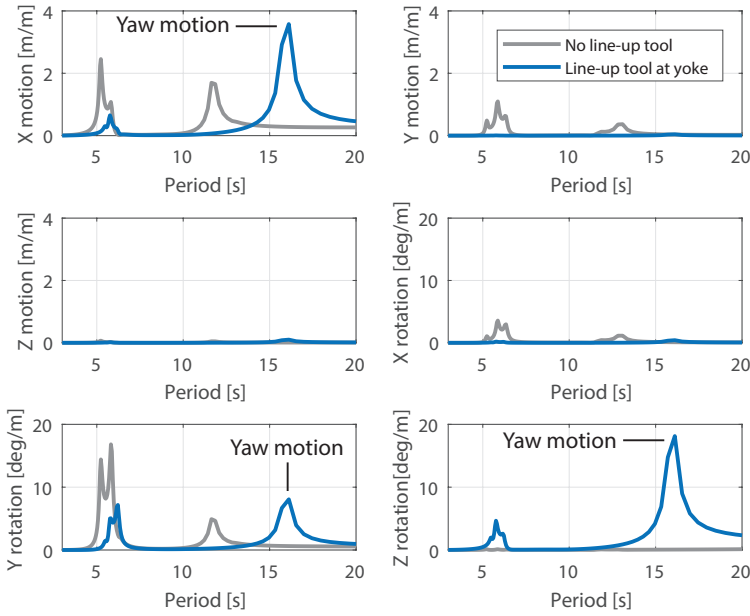 X motion [m/m]
4
2
0
Yaw motion
5
10
15
20
Period [s]
Y motion [m/m]
4
2
0
No line-up tool
Line-up tool at yoke
5
10
15
20
Period [s]
Z motion [m/m]
4
2
0
5
10
15
20
Period [s]
X rotation [deg/m]
20
10
0
5
10
15
20
Period [s]
Y rotation [deg/m]
20
10
0
Yaw motion
5
10
15
20
Period [s]
Z rotation[deg/m]
20
10
0
Yaw motion
5
10
15
20
Period [s]